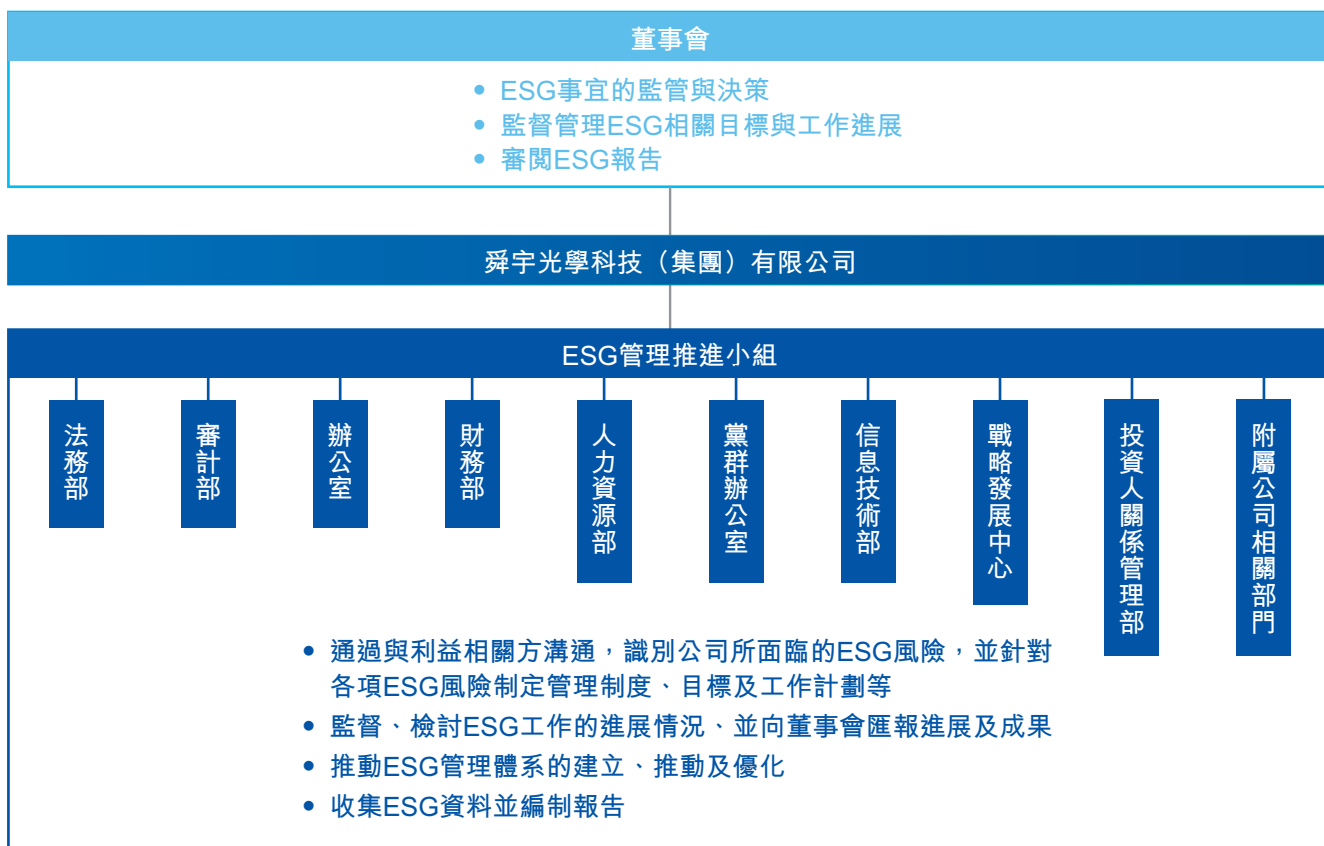 董事會
• ESG事宜的監管與決策
• 監督管理ESG相關目標與工作進展
• 審閱ESG報告
舜宇光學科技（集團）有限公司
ESG管理推進小組
法務部
審計部
辦公室
財務部
人力資源部
黨群辦公室
信息技術部
戰略發展中心
投資人關係管理部
附屬公司相關部門
• 通過與利益相關方溝通，識別公司所面臨的ESG風險，並針對
各項ESG風險制定管理制度、目標及工作計劃等
• 監督、檢討ESG工作的進展情況、並向董事會匯報進展及成果
• 推動ESG管理體系的建立、推動及優化
• 收集ESG資料並編制報告